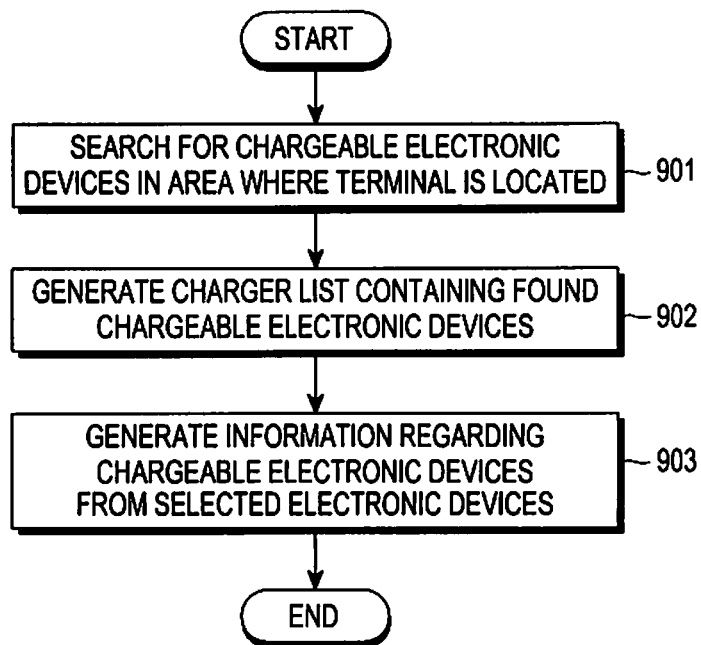 START
SEARCH FOR CHARGEABLE ELECTRONIC
DEVICES IN AREA WHERE TERMINAL IS LOCATED
901
GENERATE CHARGER LIST CONTAINING FOUND
CHARGEABLE ELECTRONIC DEVICES
902
GENERATE INFORMATION REGARDING
CHARGEABLE ELECTRONIC DEVICES
FROM SELECTED ELECTRONIC DEVICES
903
END